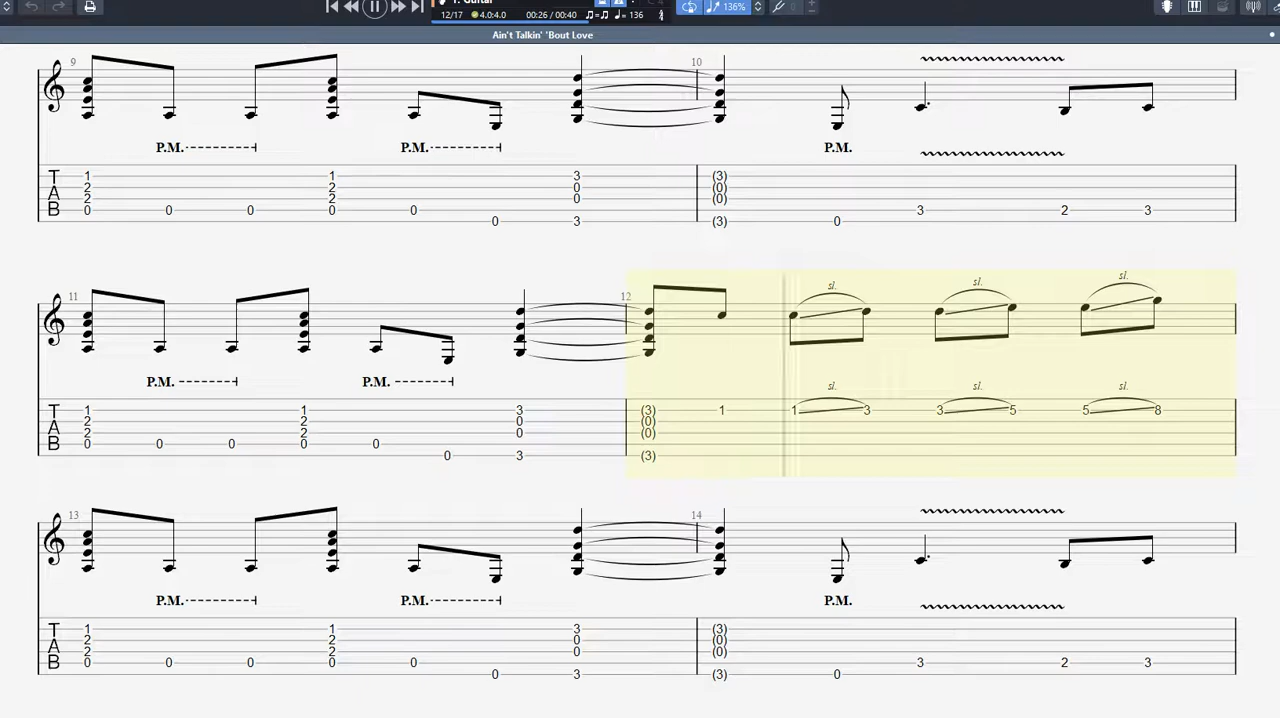 1. Guitar
12/17 4.0:4.0 00:26 / 00:40 = 136 136%
Ain't Talkin' 'Bout Love
9 10
P.M. P.M. P.M.
T 1 1 3 (3)
A 2 2 0 (0)
2 2 0 (0)
B 0 0 0 0 0 3 2 3
0 3 (3) 0
11 12
sl. sl. sl.
P.M. P.M. sl. sl. sl.
T 1 1 3 (3) 1 1 3 3 5 5 8
A 2 2 0 (0)
2 2 0 (0)
B 0 0 0 0 0
0 3 (3)
13 14
P.M. P.M. P.M.
T 1 1 3 (3)
A 2 2 0 (0)
2 2 0 (0)
B 0 0 0 0 0 3 2 3
0 3 (3) 0